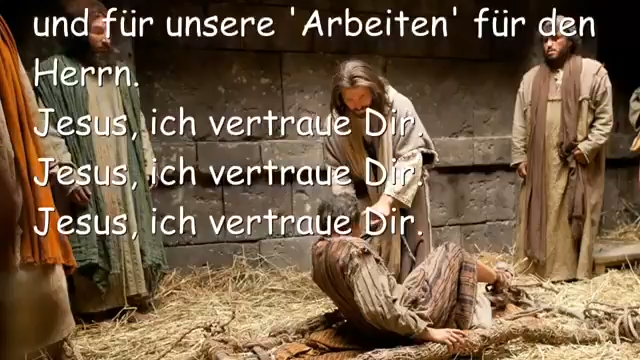 und für unsere 'Arbeiten' für den
Herrn.
Jesus, ich vertraue Dir.
Jesus, ich vertraue Dir.
Jesus, ich vertraue Dir.